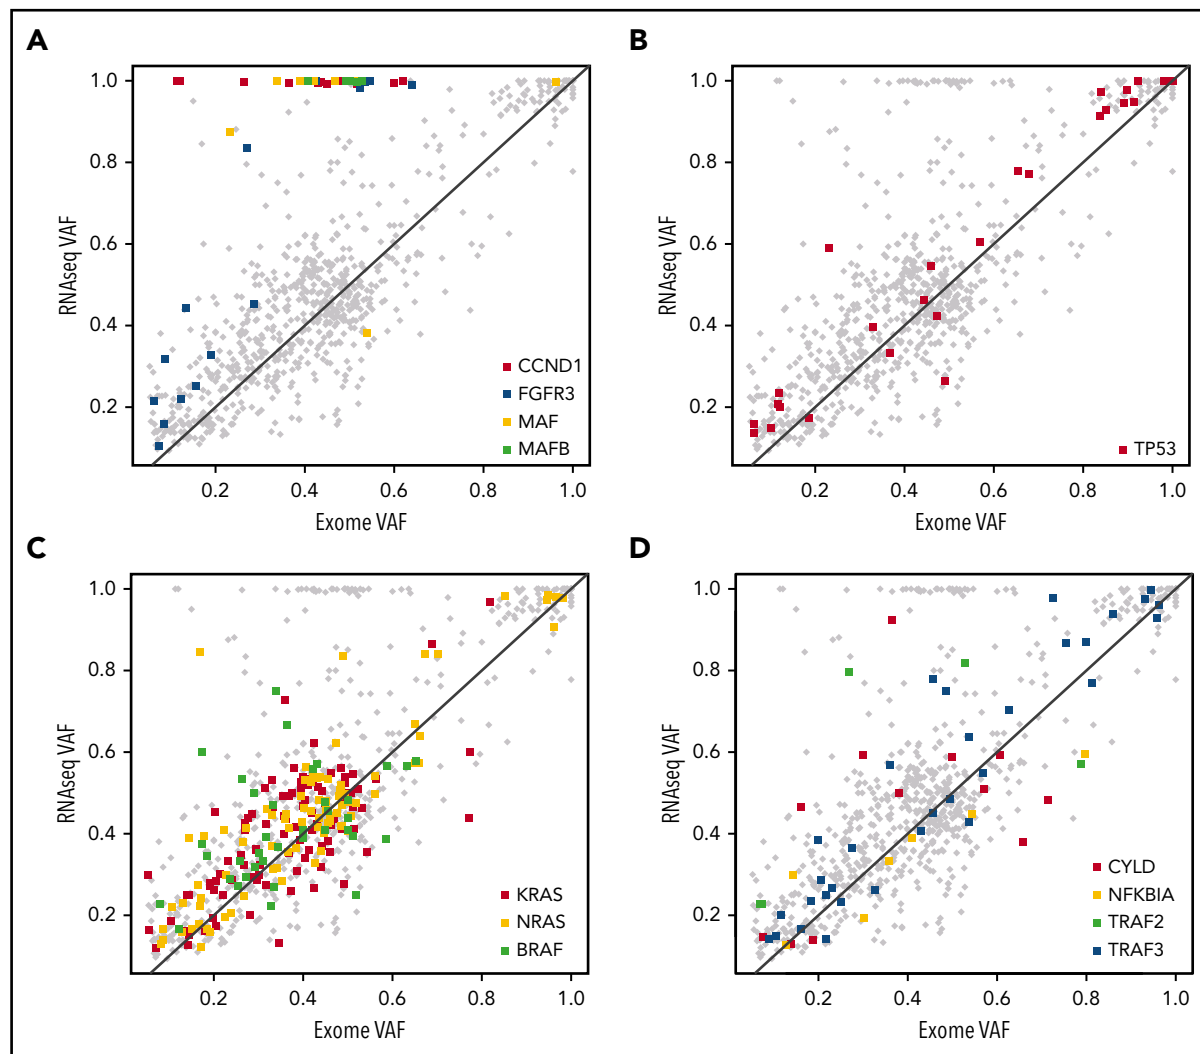 A
RNAseq VAF
1.0
0.8
0.6
0.4
0.2
0.2 0.4 0.6 0.8 1.0
Exome VAF
CCND1
FGFR3
MAF
MAFB
B
RNAseq VAF
1.0
0.8
0.6
0.4
0.2
0.2 0.4 0.6 0.8 1.0
Exome VAF
TP53
C
RNAseq VAF
1.0
0.8
0.6
0.4
0.2
0.2 0.4 0.6 0.8 1.0
Exome VAF
KRAS
NRAS
BRAF
D
RNAseq VAF
1.0
0.8
0.6
0.4
0.2
0.2 0.4 0.6 0.8 1.0
Exome VAF
CYLD
NFKBIA
TRAF2
TRAF3